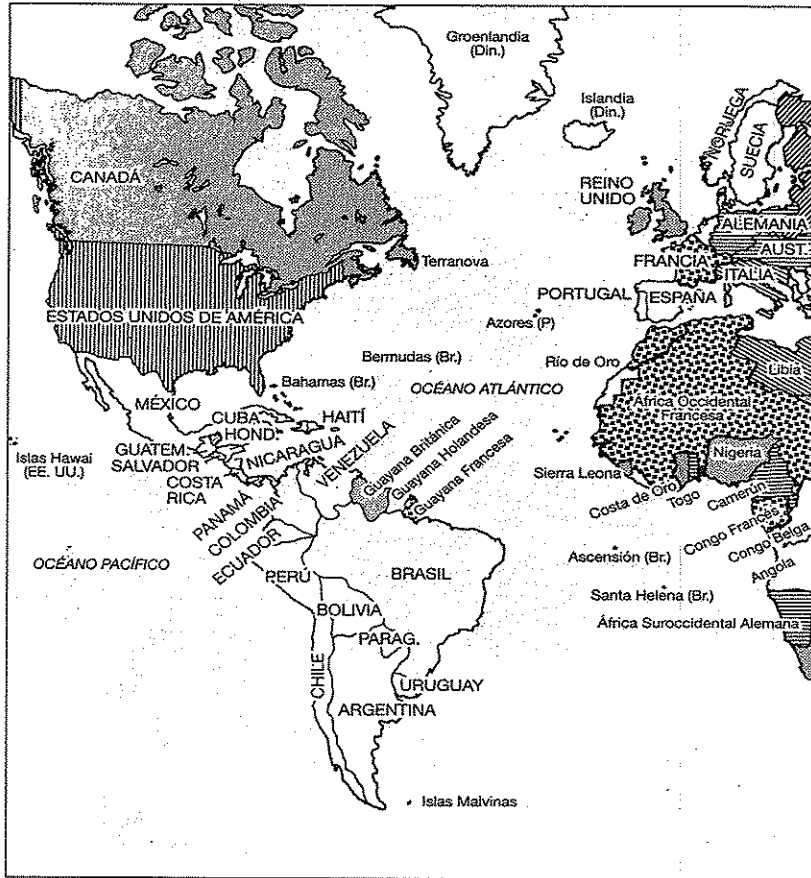 Groenlandia
(Din.)
Islandia
(Din.)
NORUEGA
SUECIA
CANADÁ
REINO
UNIDO
ALEMANIA
AUST.
FRANCIA
ITALIA
Terranova
PORTUGAL
ESPAÑA
ESTADOS UNIDOS DE AMÉRICA
Azores (P)
Bermudas (Br.)
Río de Oro
Libia
Bahamas (Br.)
OCÉANO ATLÁNTICO
MÉXICO
África Occidental
Francesa
CUBA
HAITÍ
HOND.
Islas Hawai
(EE. UU.)
GUATEM.
SALVADOR
NICARAGUA
VENEZUELA
Guayana Británica
Guayana Holandesa
Guayana Francesa
COSTA
RICA
Nigeria
Sierra Leona
Costa de Oro
Togo
Camerún
PANAMÁ
COLOMBIA
ECUADOR
Congo Francés
Congo Belga
OCÉANO PACÍFICO
PERÚ
BRASIL
Ascensión (Br.)
Angola
BOLIVIA
Santa Helena (Br.)
PARAG.
África Suroccidental Alemana
CHILE
URUGUAY
ARGENTINA
Islas Malvinas